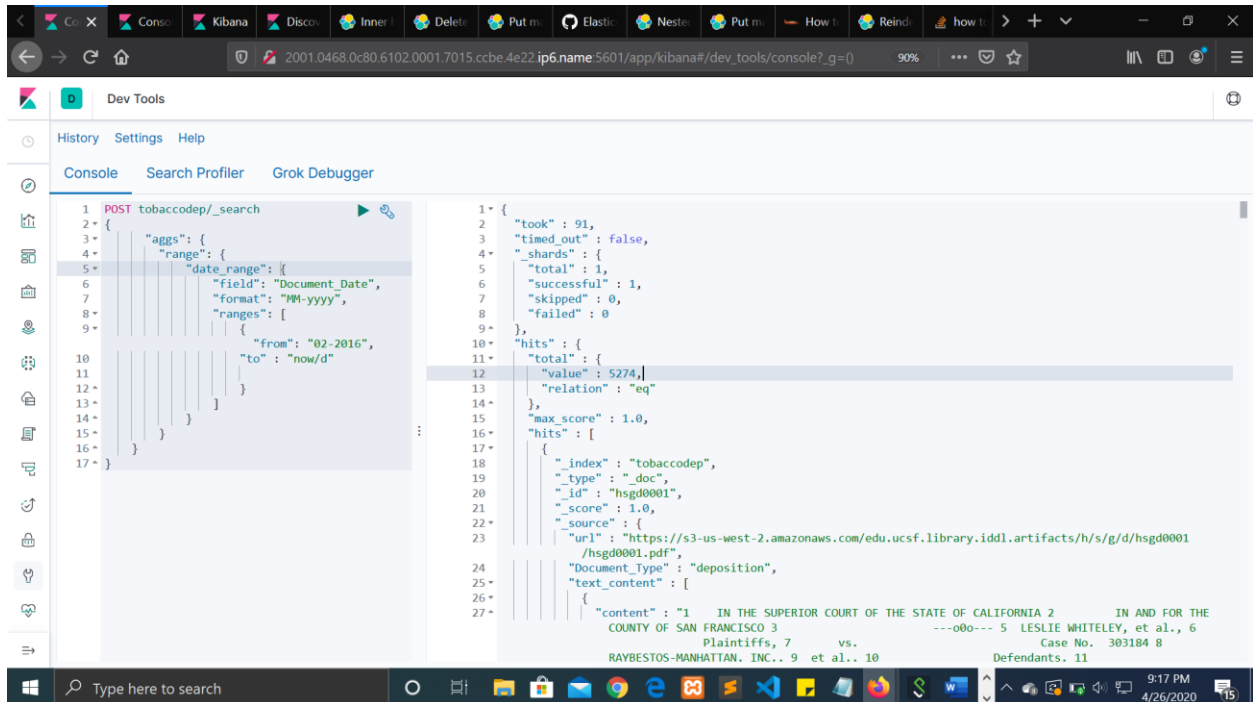 Co
Conso
Kibana
Discov
Inner
Delete
Put m
Elastic
Nested
Put m
How t
Reind
how t
2001.0468.0c80.6102.0001.7015.ccbe.4e22.ip6.name:5601/app/kibana#/dev_tools/console?_g=()
90%
D
Dev Tools
History Settings Help
Console Search Profiler Grok Debugger
1 POST tobaccodep/_search
2 {
3 "aggs": {
4 "range": {
5 "date_range": {
6 "field": "Document_Date",
7 "format": "MM-yyyy",
8 "ranges": [
9 {
"from": "02-2016",
10 "to" : "now/d"
11
12 }
13 ]
14 }
15 }
16 }
17 }
1 {
2 "took" : 91,
3 "timed_out" : false,
4 "_shards" : {
5 "total" : 1,
6 "successful" : 1,
7 "skipped" : 0,
8 "failed" : 0
9 },
10 "hits" : {
11 "total" : {
12 "value" : 5274,
13 "relation" : "eq"
14 },
15 "max_score" : 1.0,
16 "hits" : [
17 {
18 "_index" : "tobaccodep",
19 "_type" : "_doc",
20 "_id" : "hsgd0001",
21 "_score" : 1.0,
22 "_source" : {
23 "url" : "https://s3-us-west-2.amazonaws.com/edu.ucsf.library.iddl.artifacts/h/s/g/d/hsgd0001
/hsgd0001.pdf",
24 "Document_Type" : "deposition",
25 "text_content" : [
26 {
27 "content" : "1 IN THE SUPERIOR COURT OF THE STATE OF CALIFORNIA 2 IN AND FOR THE
COUNTY OF SAN FRANCISCO 3 ---o0o--- 5 LESLIE WHITELEY, et al., 6
Plaintiffs, 7 vs. Case No. 303184 8
RAYBESTOS-MANHATTAN, INC.. 9 et al.. 10 Defendants. 11
Type here to search
9:17 PM
4/26/2020
15